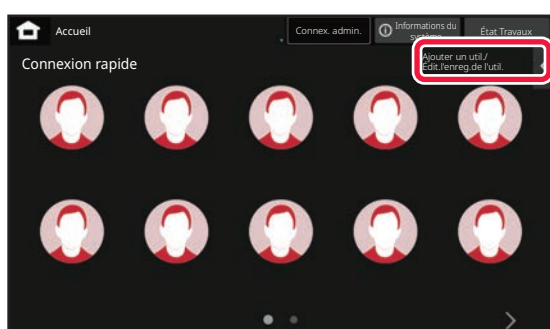 Accueil
Connex. admin.
Informations du
système
État Travaux
Connexion rapide
Ajouter un util./
Édit.l'enreg.de l'util.